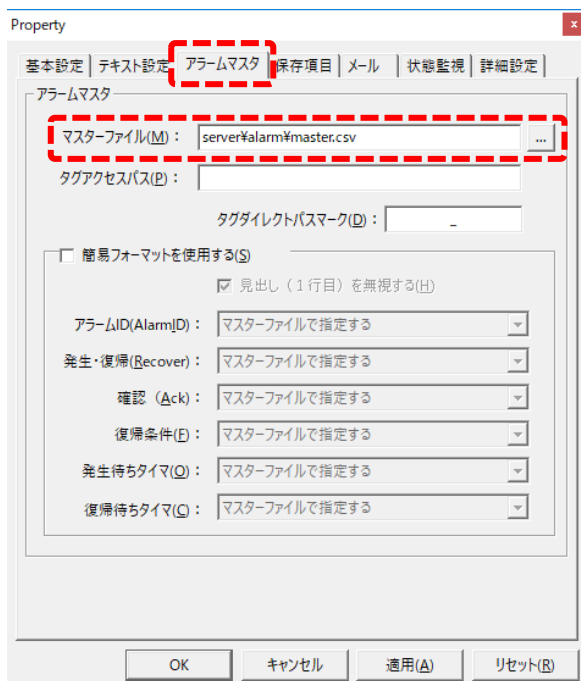 Property x
基本設定 テキスト設定 アラームマスタ 保存項目 メール 状態監視 詳細設定
アラームマスタ
マスターファイル(M)： server¥alarm¥master.csv ...
タグアクセスパス(P)：
タグダイレクトパスマーク(D)： _
簡易フォーマットを使用する(S)
見出し（１行目）を無視する(H)
アラームID(AlarmID)： マスターファイルで指定する
発生・復帰(Recover)： マスターファイルで指定する
確認（Ack)： マスターファイルで指定する
復帰条件(F)： マスターファイルで指定する
発生待ちタイマ(O)： マスターファイルで指定する
復帰待ちタイマ(C)： マスターファイルで指定する
OK キャンセル 適用(A) リセット(R)